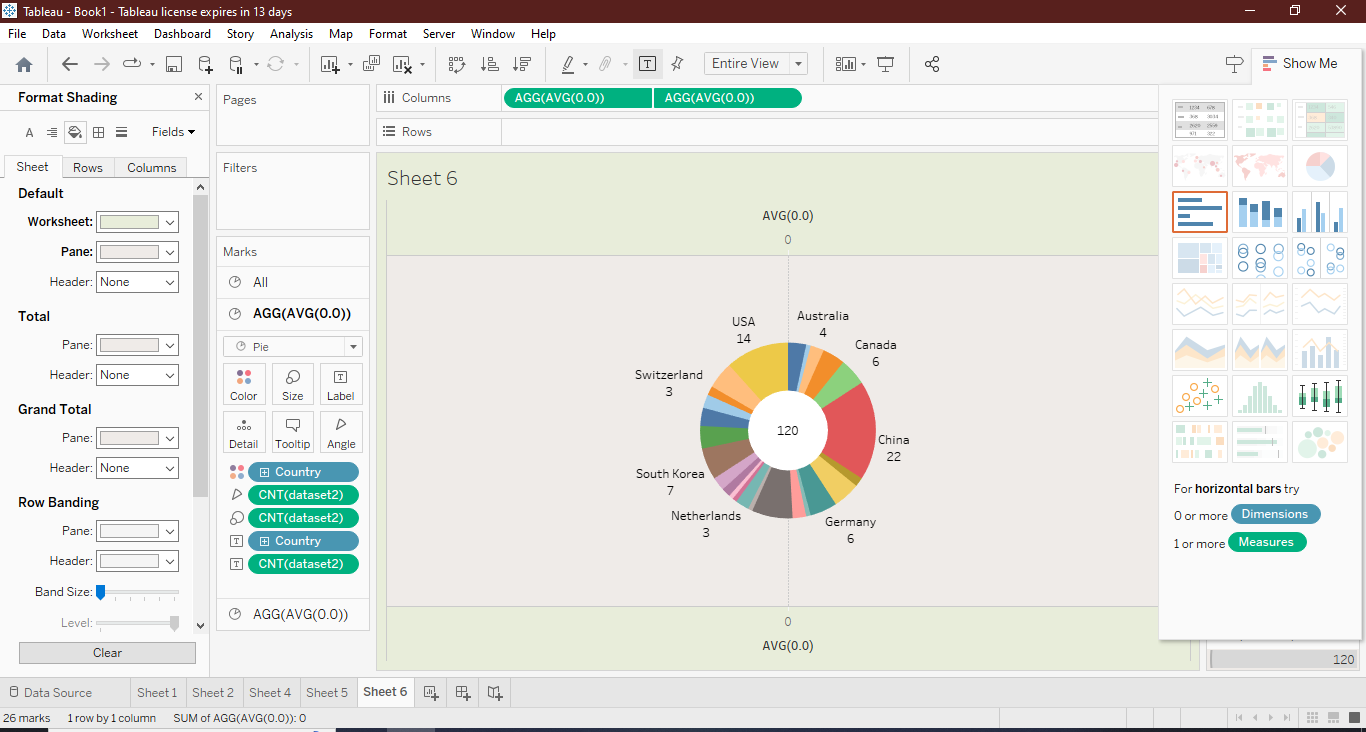 Tableau - Book1 - Tableau license expires in 13 days
File Data Worksheet Dashboard Story Analysis Map Format Server Window Help
Entire View
Show Me
Format Shading
Fields
Sheet Rows Columns
Default
Worksheet:
Pane:
Header: None
Total
Pane:
Header: None
Grand Total
Pane:
Header: None
Row Banding
Pane:
Header:
Band Size:
Level:
Clear
Pages
Filters
Marks
All
AGG(AVG(0.0))
Pie
Color Size Label
Detail Tooltip Angle
Country
CNT(dataset2)
CNT(dataset2)
Country
CNT(dataset2)
AGG(AVG(0.0))
Columns AGG(AVG(0.0)) AGG(AVG(0.0))
Rows
Sheet 6
AVG(0.0)
0
USA
14
Australia
4
Canada
6
Switzerland
3
120
China
22
South Korea
7
Netherlands
3
Germany
6
0
AVG(0.0)
For horizontal bars try
0 or more Dimensions
1 or more Measures
120
Data Source Sheet 1 Sheet 2 Sheet 4 Sheet 5 Sheet 6
26 marks 1 row by 1 column SUM of AGG(AVG(0.0)): 0